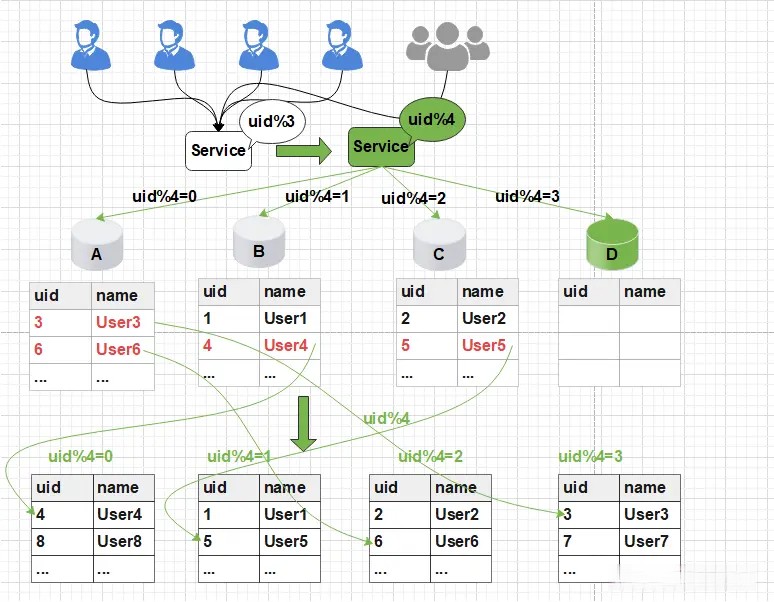 uid%3
uid%4
Service
Service
uid%4=0
uid%4=1
uid%4=2
uid%4=3
A
B
C
D
uid name
3 User3
6 User6
... ...
uid name
1 User1
4 User4
... ...
uid name
2 User2
5 User5
... ...
uid name
uid%4
uid%4=0
uid%4=1
uid%4=2
uid%4=3
uid name
4 User4
8 User8
... ...
uid name
1 User1
5 User5
... ...
uid name
2 User2
6 User6
... ...
uid name
3 User3
7 User7
...